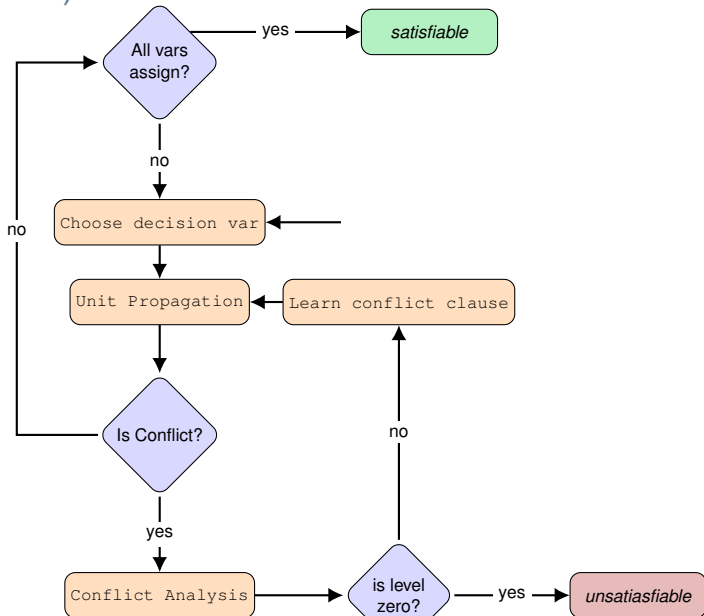 All vars
assign?
yes
satisfiable
no
Choose decision var
no
Unit Propagation
Learn conflict clause
Is Conflict?
no
yes
Conflict Analysis
is level
zero?
yes
unsatiasfiable